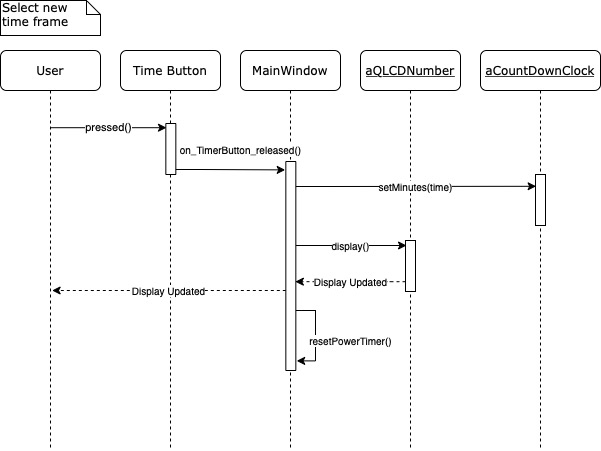 Select new
time frame
User
Time Button
MainWindow
aQLCDNumber
aCountDownClock
pressed()
on_TimerButton_released()
setMinutes(time)
display()
Display Updated
Display Updated
resetPowerTimer()